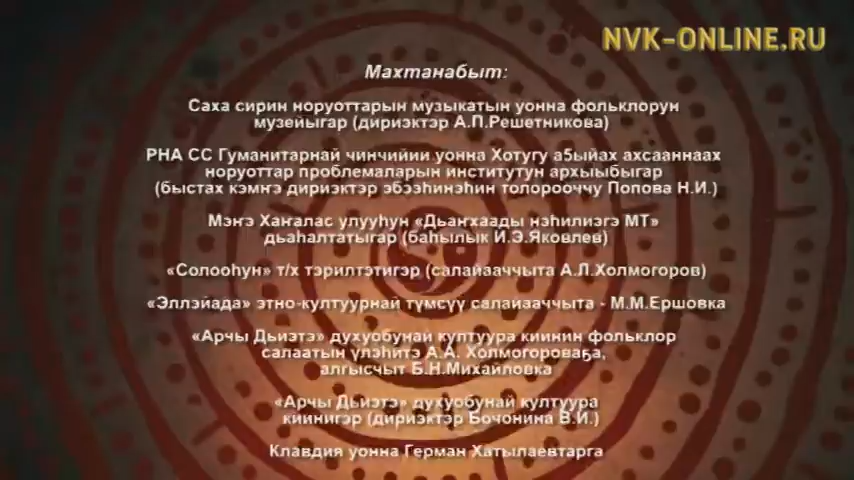 NVK-ONLINE.RU
Махтанабыт:
Саха сирин норуоттарын музыкатын уонна фольклорун
музейыгар (дириэктэр А.П.Решетникова)
РНА СС Гуманитарнай чинчийии уонна Хотугу а5ыйах ахсааннаах
норуоттар проблемаларын институтун архыыбыгар
(быстах кэмҥэ дириэктэр эбээһинэһин толорооччу Попова Н.И.)
Мэҥэ Хаҥалас улууһун «Дьаҥхаады нэһилиэгэ МТ»
дьаһалтатыгар (баһылык И.Э.Яковлев)
«Солооһун» т/х тэрилтэтигэр (салайааччыта А.Л.Холмогоров)
«Эллэйада» этно-култуурнай түмсүү салайааччыта - М.М.Ершовка
«Арчы Дьиэтэ» духуобунай култуура киинин фольклор
салаатын үлэһитэ А.А. Холмогороваҕа,
алгысчыт Б.Н.Михайловка
«Арчы Дьиэтэ» духуобунай култуура
киинигэр (дириэктэр Бочонина В.И.)
Клавдия уонна Герман Хатылаевтарга